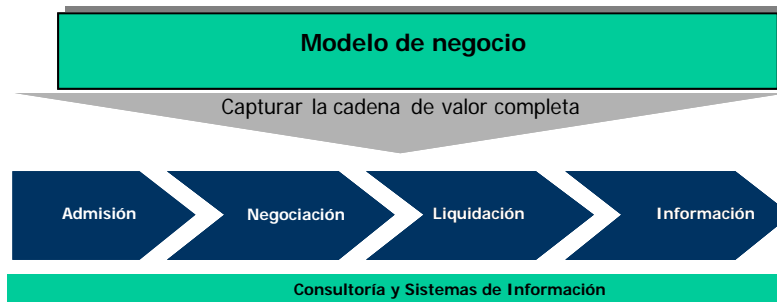 Modelo de negocio
Capturar la cadena de valor completa
Admisión
Negociación
Liquidación
Información
Consultoría y Sistemas de Información